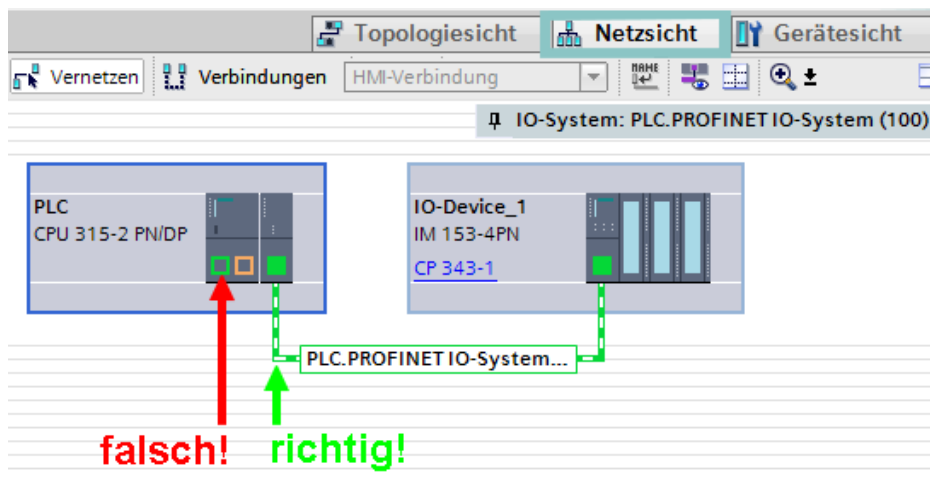 Topologiesicht Netzsicht Gerätesicht
Vernetzen Verbindungen HMI-Verbindung NAME
IO-System: PLC.PROFINET IO-System (100)
PLC
CPU 315-2 PN/DP
IO-Device_1
IM 153-4PN
CP 343-1
PLC.PROFINET IO-System...
falsch! richtig!